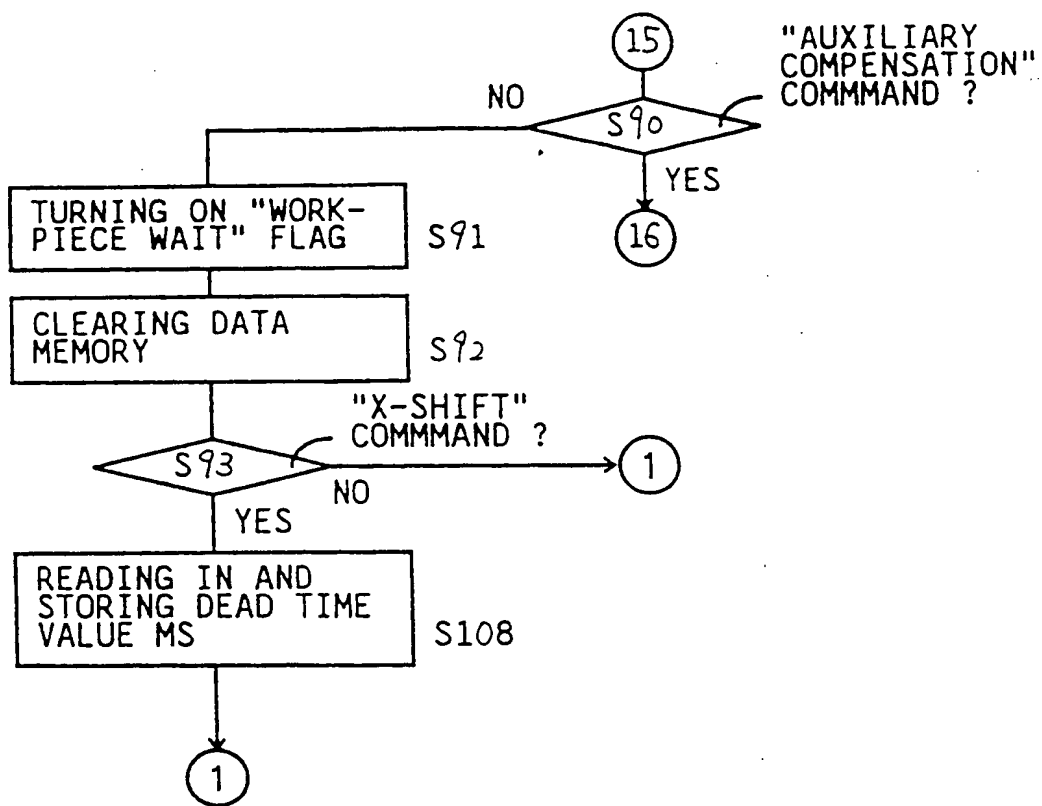 15
"AUXILIARY
COMPENSATION"
COMMMAND ?
NO
S90
YES
16
TURNING ON "WORK-
PIECE WAIT" FLAG
S91
CLEARING DATA
MEMORY
S92
"X-SHIFT"
COMMMAND ?
S93
NO
1
YES
READING IN AND
STORING DEAD TIME
VALUE MS
S108
1